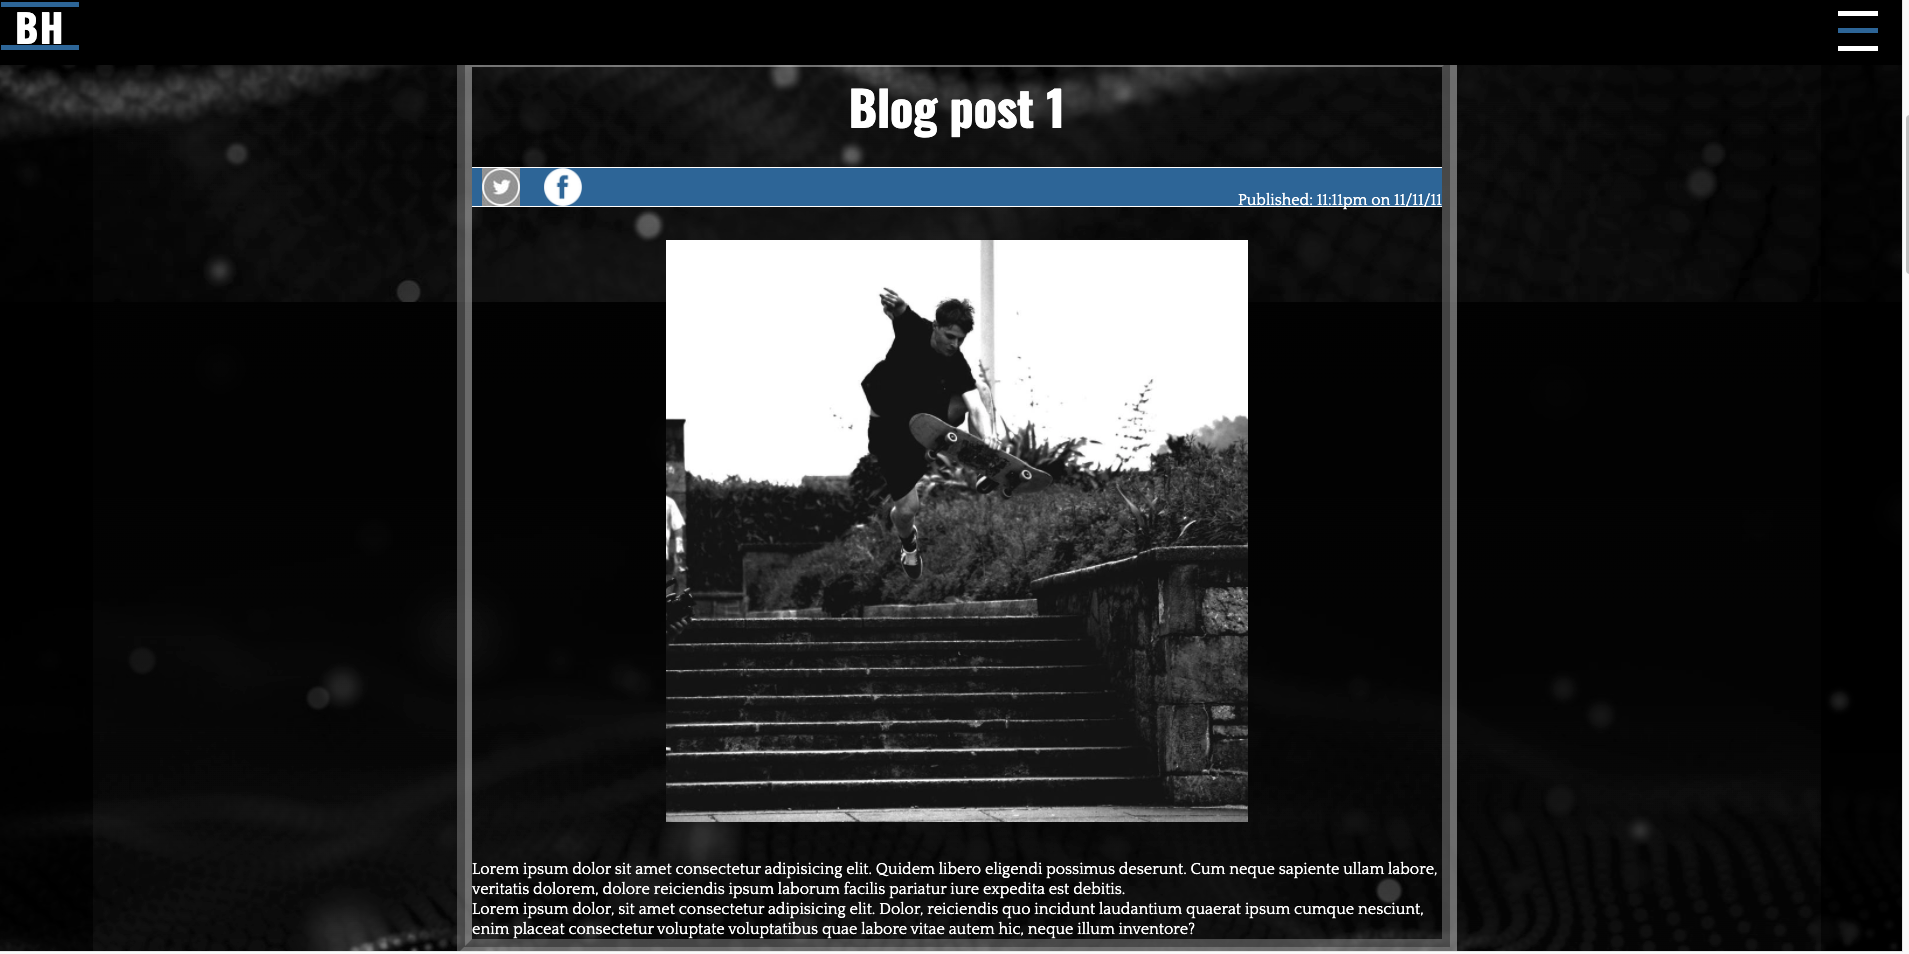 BH
Blog post 1
Published: 11:11pm on 11/11/11
Lorem ipsum dolor sit amet consectetur adipisicing elit. Quidem libero eligendi possimus deserunt. Cum neque sapiente ullam labore,
veritatis dolorem, dolore reiciendis ipsum laborum facilis pariatur iure expedita est debitis.
Lorem ipsum dolor, sit amet consectetur adipisicing elit. Dolor, reiciendis quo incidunt laudantium quaerat ipsum cumque nesciunt,
enim placeat consectetur voluptate voluptatibus quae labore vitae autem hic, neque illum inventore?